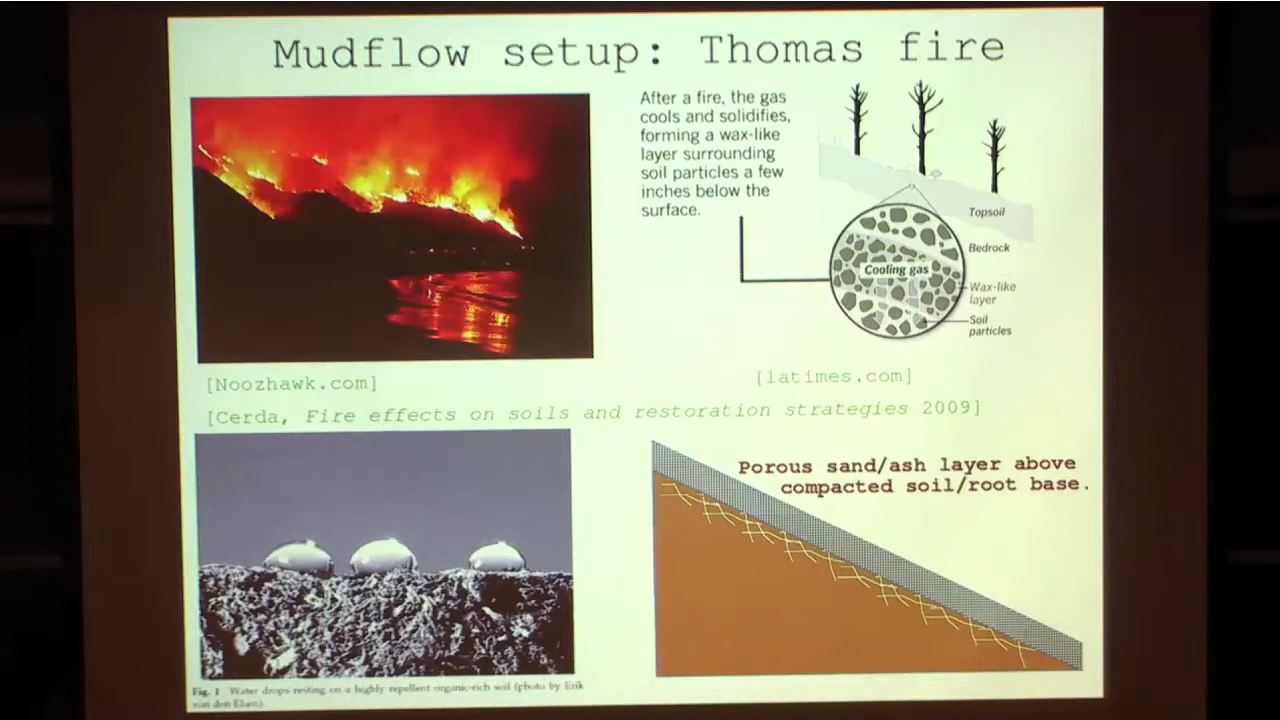 Mudflow setup: Thomas fire
After a fire, the gas
cools and solidifies,
forming a wax-like
layer surrounding
soil particles a few
inches below the
surface.
Topsoil
Bedrock
Cooling gas
Wax-like
layer
Soil
particles
[Noozhawk.com]
[latimes.com]
[Cerda, Fire effects on soils and restoration strategies 2009]
Porous sand/ash layer above
compacted soil/root base.
Fig. 1 Water drops resting on a highly repellent organic-rich soil (photo by Erik
van den Elsen).